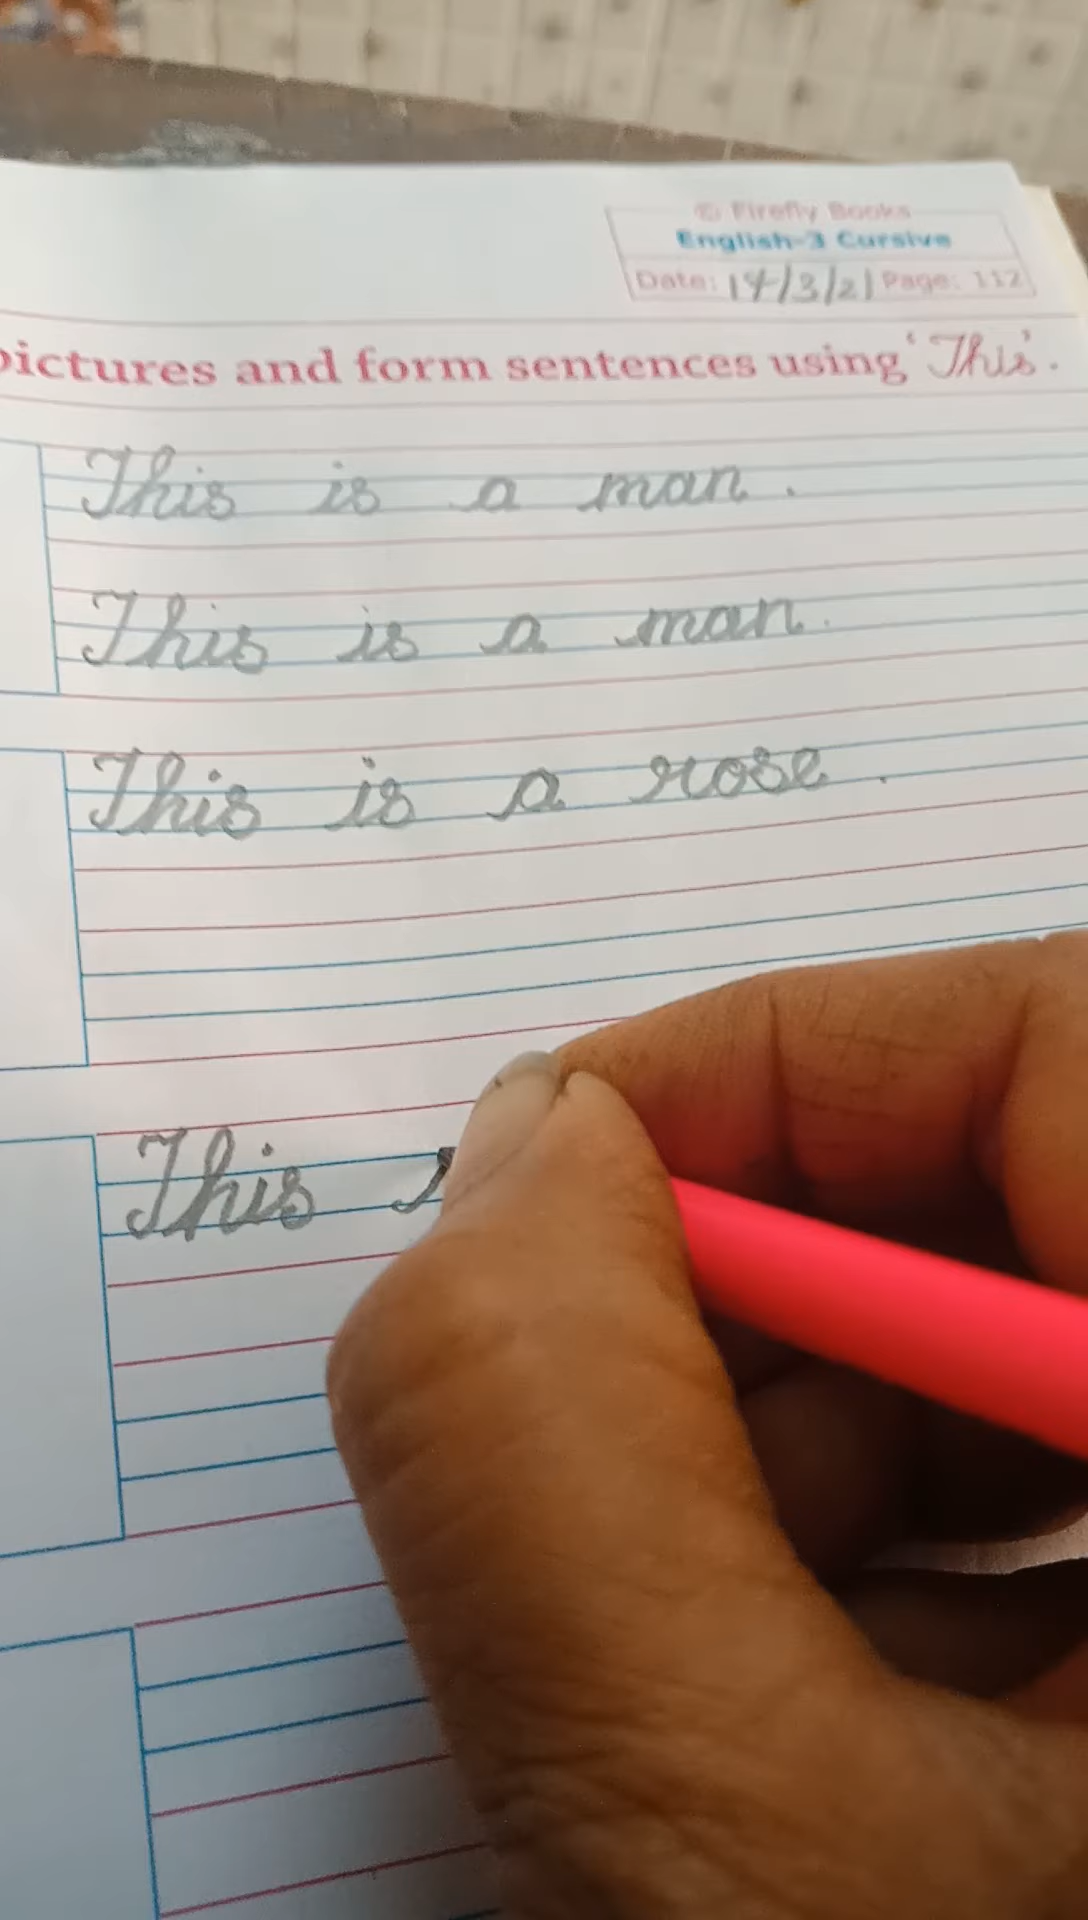 © Firefly Books
English-3 Cursive
Date: 14/3/21 Page: 112
pictures and form sentences using 'This'.
This is a man.
This is a man.
This is a rose.
This